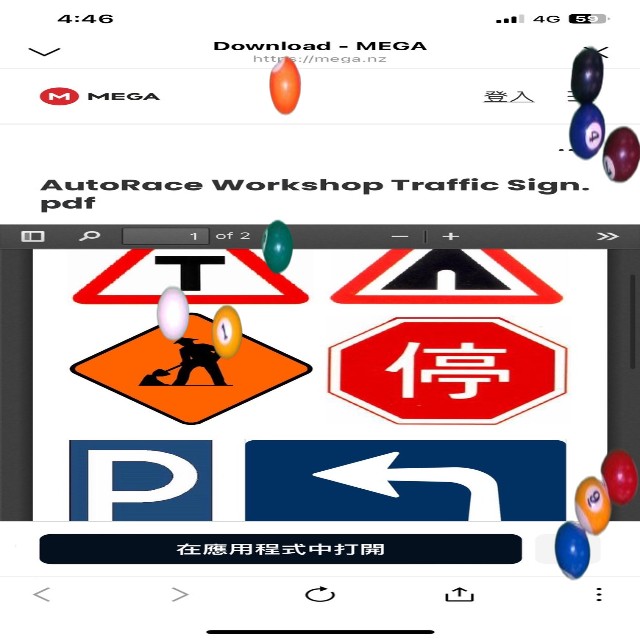 4:46
4G 59
Download - MEGA
https://mega.nz
M MEGA
登入
AutoRace Workshop Traffic Sign.
pdf
1 of 2
停
P
在應用程式中打開